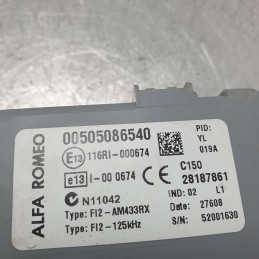 ALFA ROMEO
00505086540
PID:
YL
019A
E13 116RI-000674
e13 I-00 0674
CE
C150
28187861
N11042
IND: 02 L1
Type: FI2-AM433RX
Date: 27608
Type: FI2-125kHz
S/N: 52001630